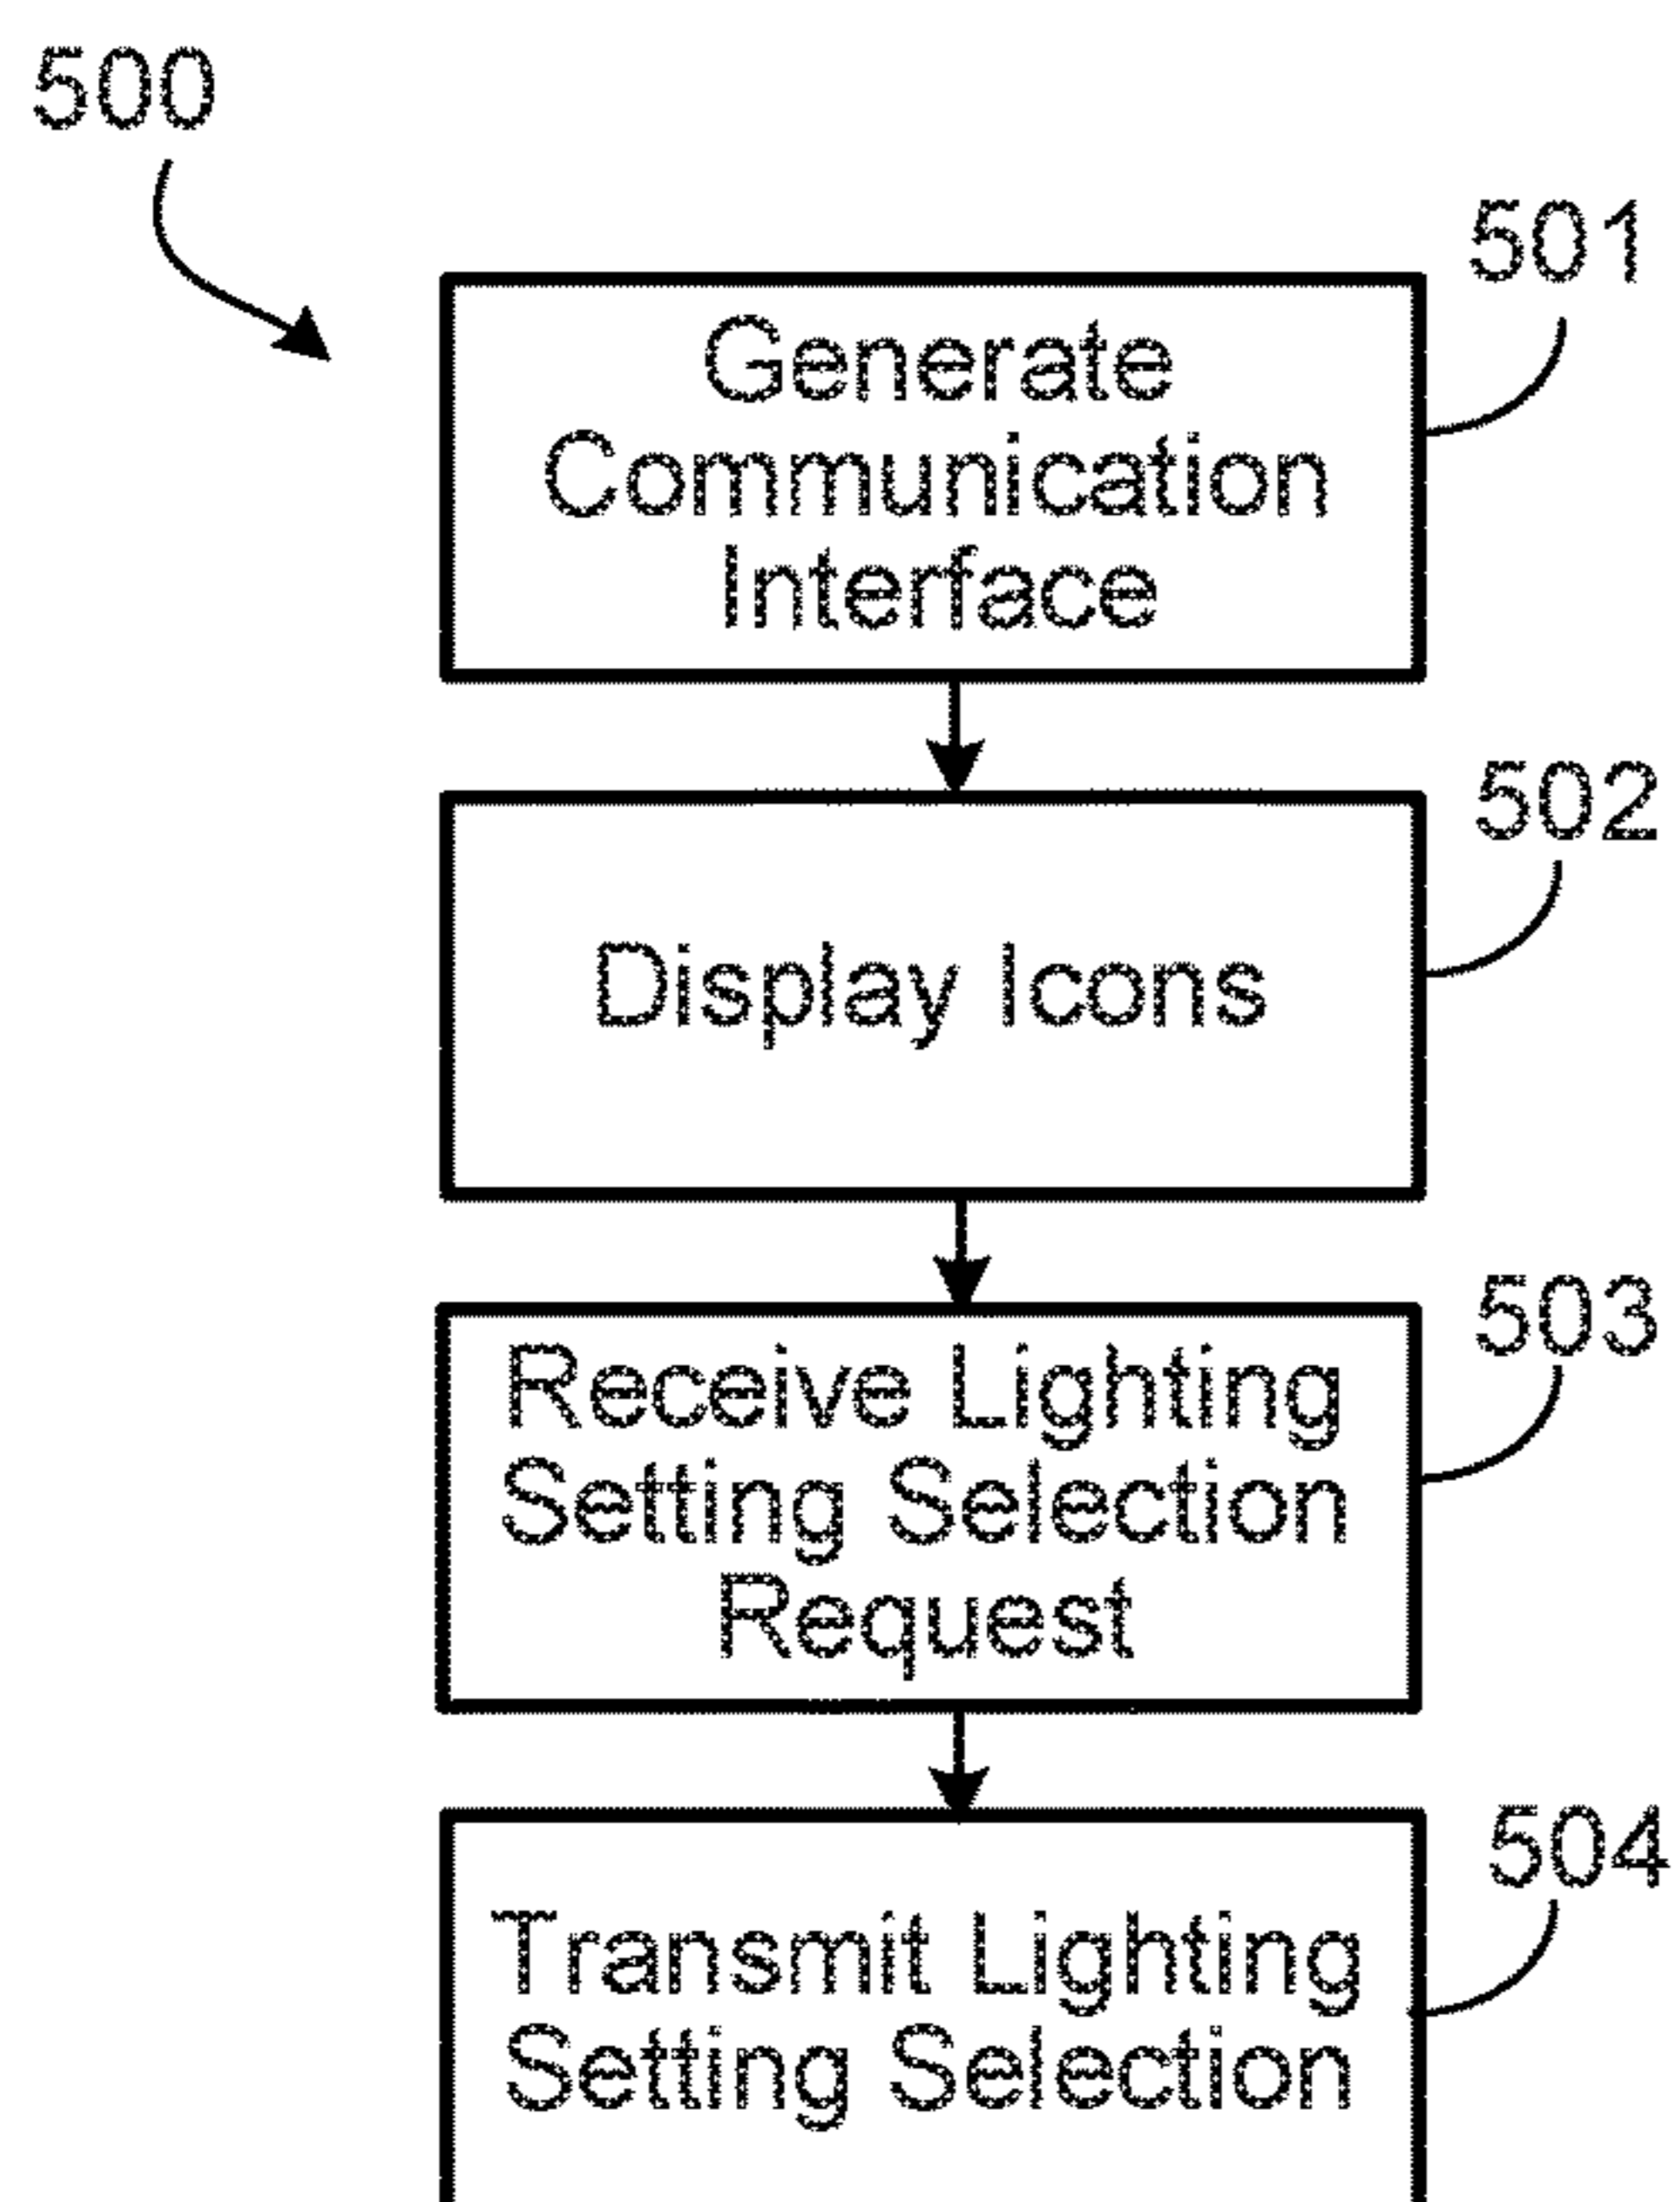 500
501
Generate
Communication
Interface
502
Display Icons
503
Receive Lighting
Setting Selection
Request
504
Transmit Lighting
Setting Selection